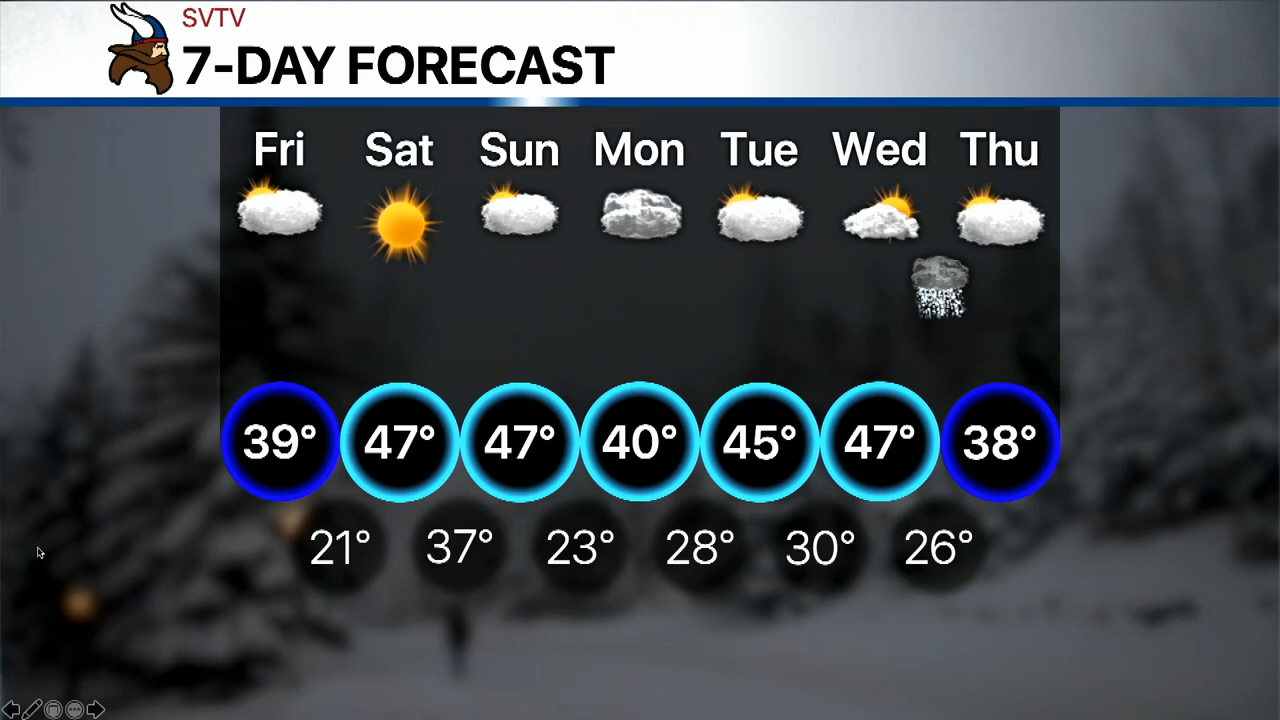 SVTV
7-DAY FORECAST
Fri Sat Sun Mon Tue Wed Thu
39° 47° 47° 40° 45° 47° 38°
21° 37° 23° 28° 30° 26°